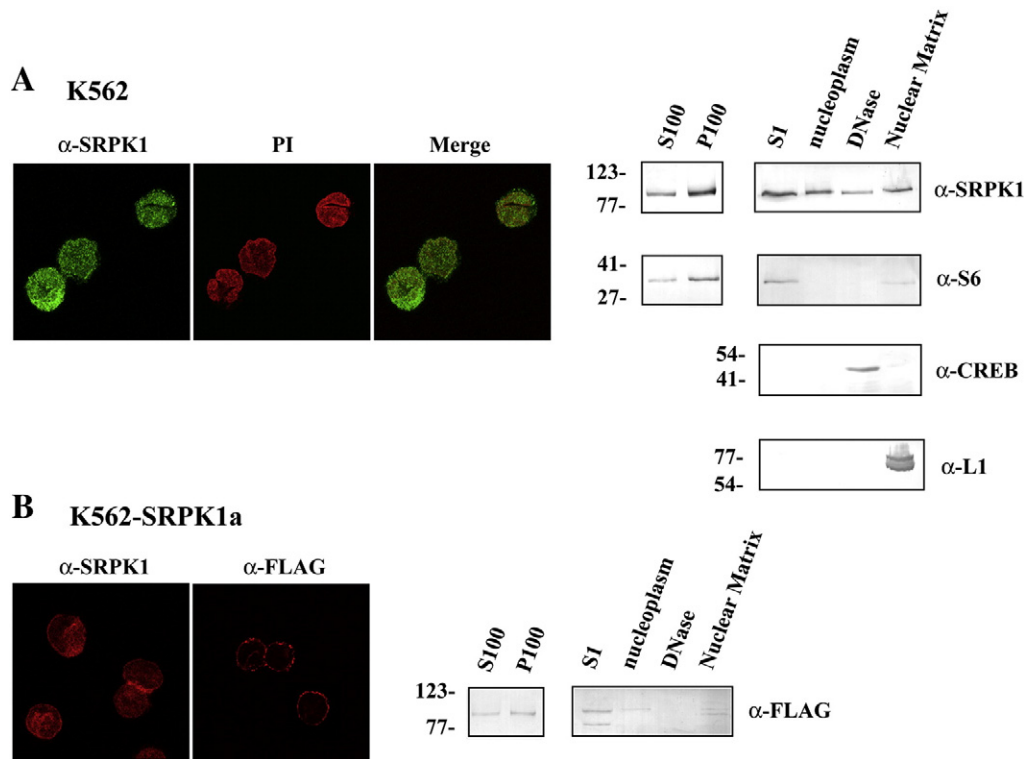 A
K562
α-SRPK1 PI Merge
S100 P100 S1 nucleoplasm DNase Nuclear Matrix
123-
77-
α-SRPK1
41-
27-
α-S6
54-
41-
α-CREB
77-
54-
α-L1
B
K562-SRPK1a
α-SRPK1 α-FLAG
S100 P100 S1 nucleoplasm DNase Nuclear Matrix
123-
77-
α-FLAG